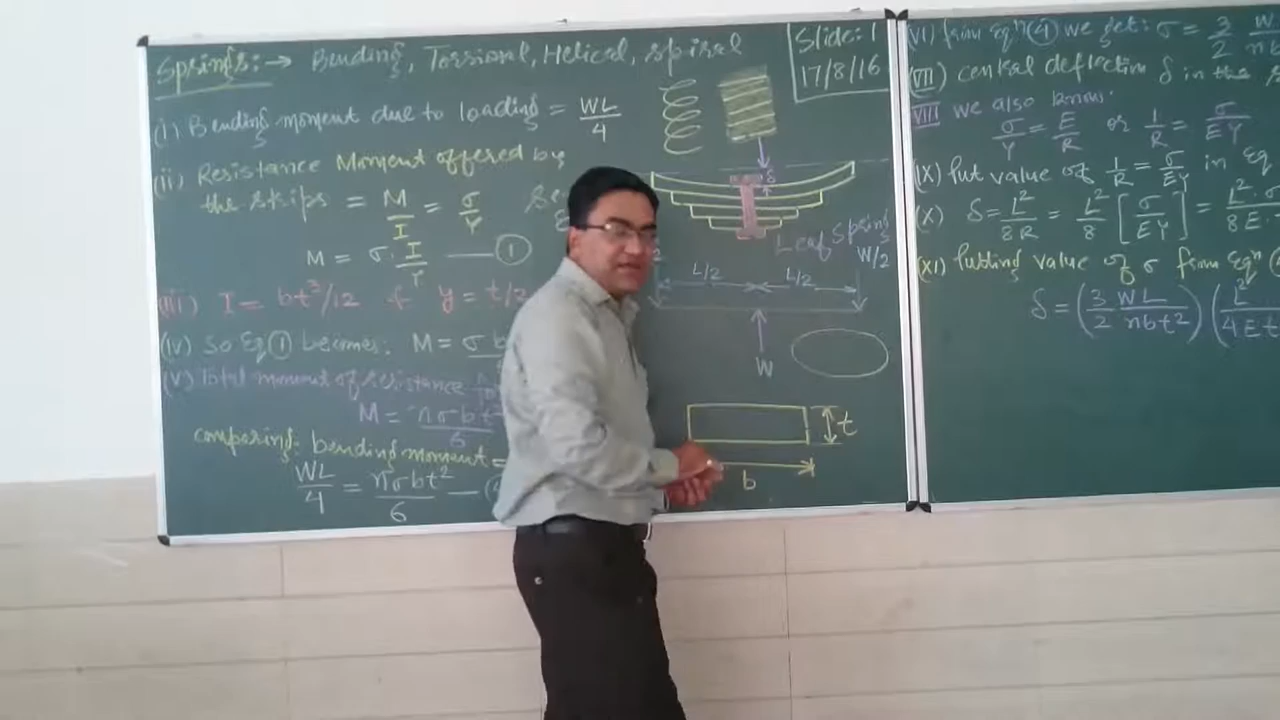 Springs:→ Bending, Torsional, Helical, spiral
Slide: 1
17/8/16
(i) Bending moment due to loading = WL/4
(ii) Resistance Moment offered by
the strips = M/I = σ/Y
M = σ. I/Y —— ①
(iii) I = bt³/12 & y = t/2
(iv) So Eq ① becomes: M = σ b
(V) Total moment of resistance
M = nσbt²/6
comparing: bending moment =
WL/4 = nσbt²/6 —
δ
Leaf Spring
W/2
L/2 L/2
W
t
b
(VI) from eqⁿ ④ we get: σ = 3/2 W
(VII) central deflection δ in the
VIII we also know:
σ/Y = E/R or 1/R = σ/EY
(IX) Put value of 1/R = σ/EY in Eq
(X) δ = L²/8R = L²/8 [σ/EY] = L².σ/8E.
(XI) Putting value of σ from eqⁿ
δ = (3/2 WL/nbt²) (L²/4Et